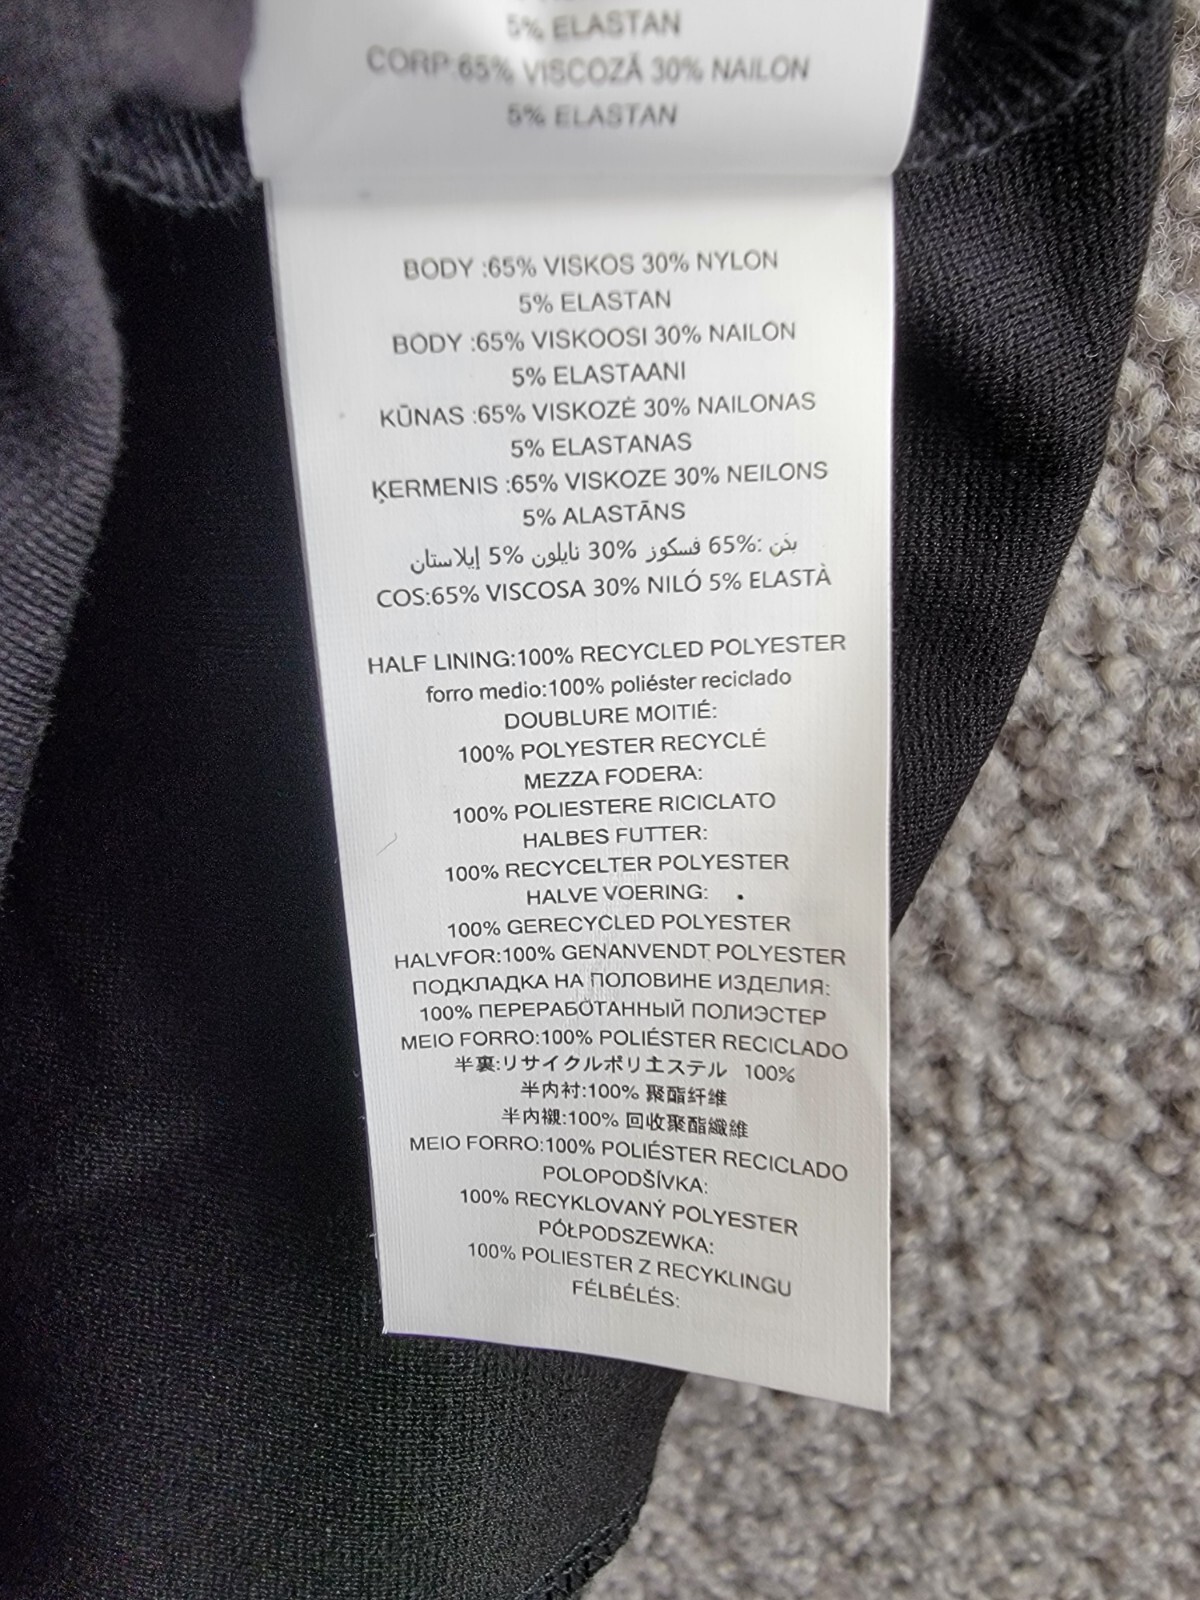 5% ELASTAN
CORP:65% VISCOZĂ 30% NAILON
5% ELASTAN
BODY :65% VISKOS 30% NYLON
5% ELASTAN
BODY :65% VISKOOSI 30% NAILON
5% ELASTAANI
KŪNAS :65% VISKOZĖ 30% NAILONAS
5% ELASTANAS
ĶERMENIS :65% VISKOZE 30% NEILONS
5% ALASTĀNS
بدن :65% فسكوز 30% نايلون 5% إيلاستان
COS:65% VISCOSA 30% NILÓ 5% ELASTÀ
HALF LINING:100% RECYCLED POLYESTER
forro medio:100% poliéster reciclado
DOUBLURE MOITIÉ:
100% POLYESTER RECYCLÉ
MEZZA FODERA:
100% POLIESTERE RICICLATO
HALBES FUTTER:
100% RECYCELTER POLYESTER
HALVE VOERING:
100% GERECYCLED POLYESTER
HALVFOR:100% GENANVENDT POLYESTER
ПОДКЛАДКА НА ПОЛОВИНЕ ИЗДЕЛИЯ:
100% ПЕРЕРАБОТАННЫЙ ПОЛИЭСТЕР
MEIO FORRO:100% POLIÉSTER RECICLADO
半裏:リサイクルポリエステル 100%
半内衬:100% 聚酯纤维
半内襯:100% 回收聚酯纖維
MEIO FORRO:100% POLIÉSTER RECICLADO
POLOPODŠÍVKA:
100% RECYKLOVANÝ POLYESTER
PÓŁPODSZEWKA:
100% POLIESTER Z RECYKLINGU
FÉLBÉLÉS: